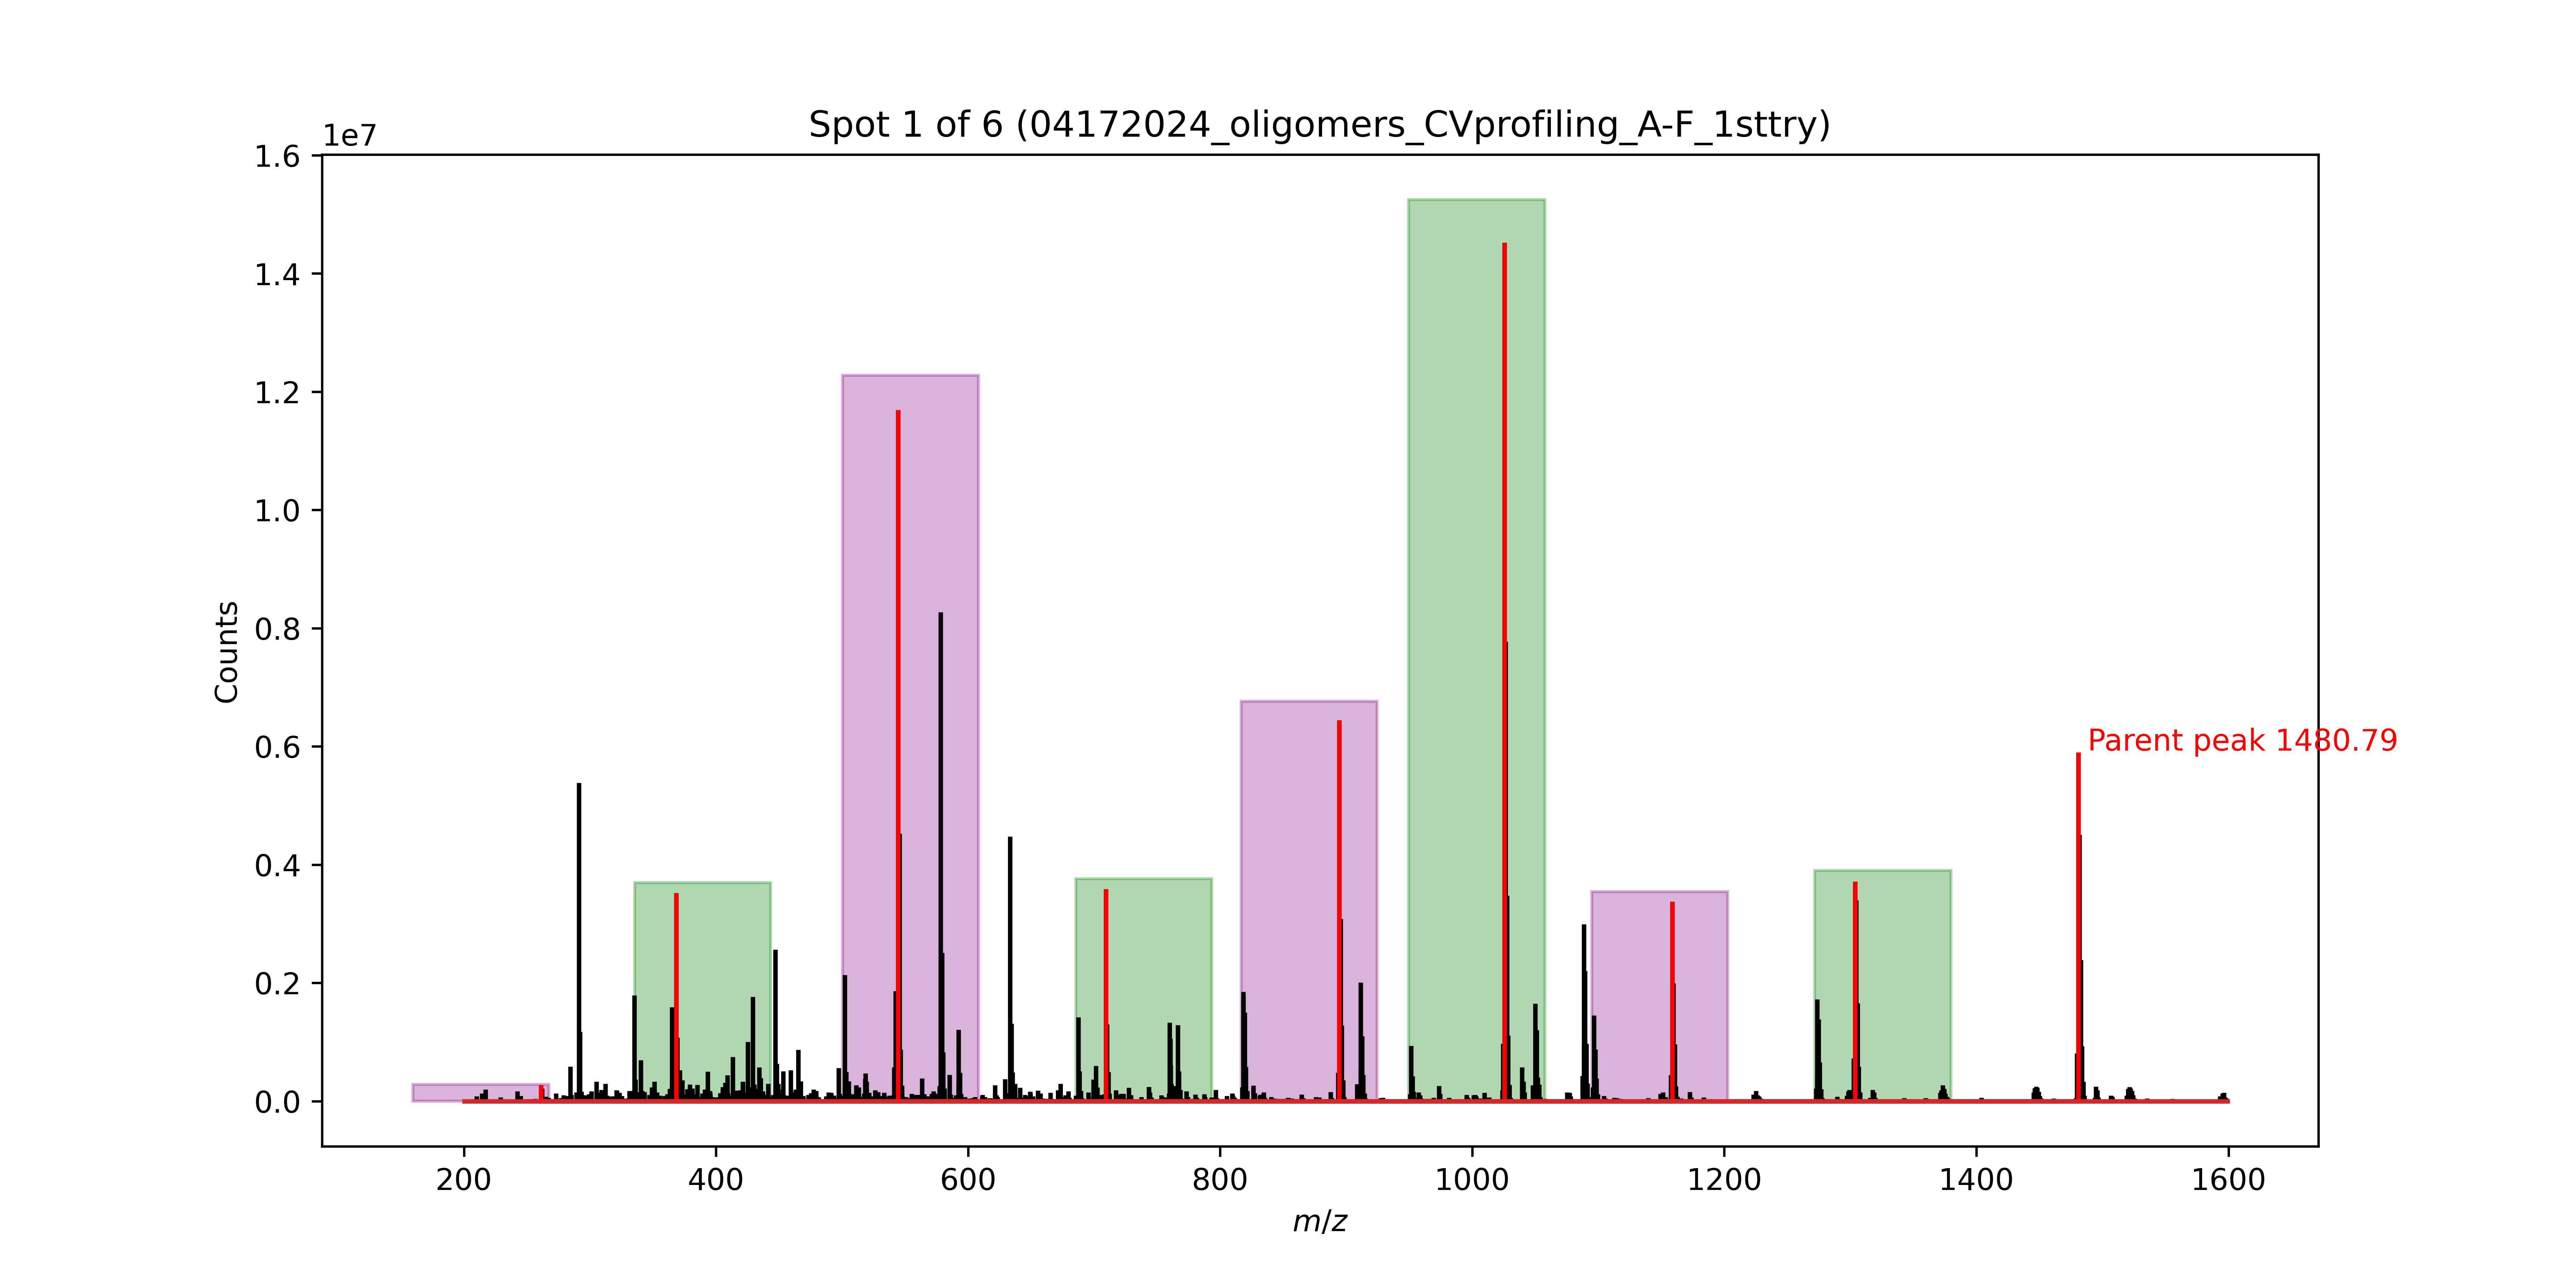 Spot 1 of 6 (04172024_oligomers_CVprofiling_A-F_1sttry)
1e7
1.6
1.4
1.2
1.0
0.8
0.6
0.4
0.2
0.0
Counts
Parent peak 1480.79
200 400 600 800 1000 1200 1400 1600
m/z